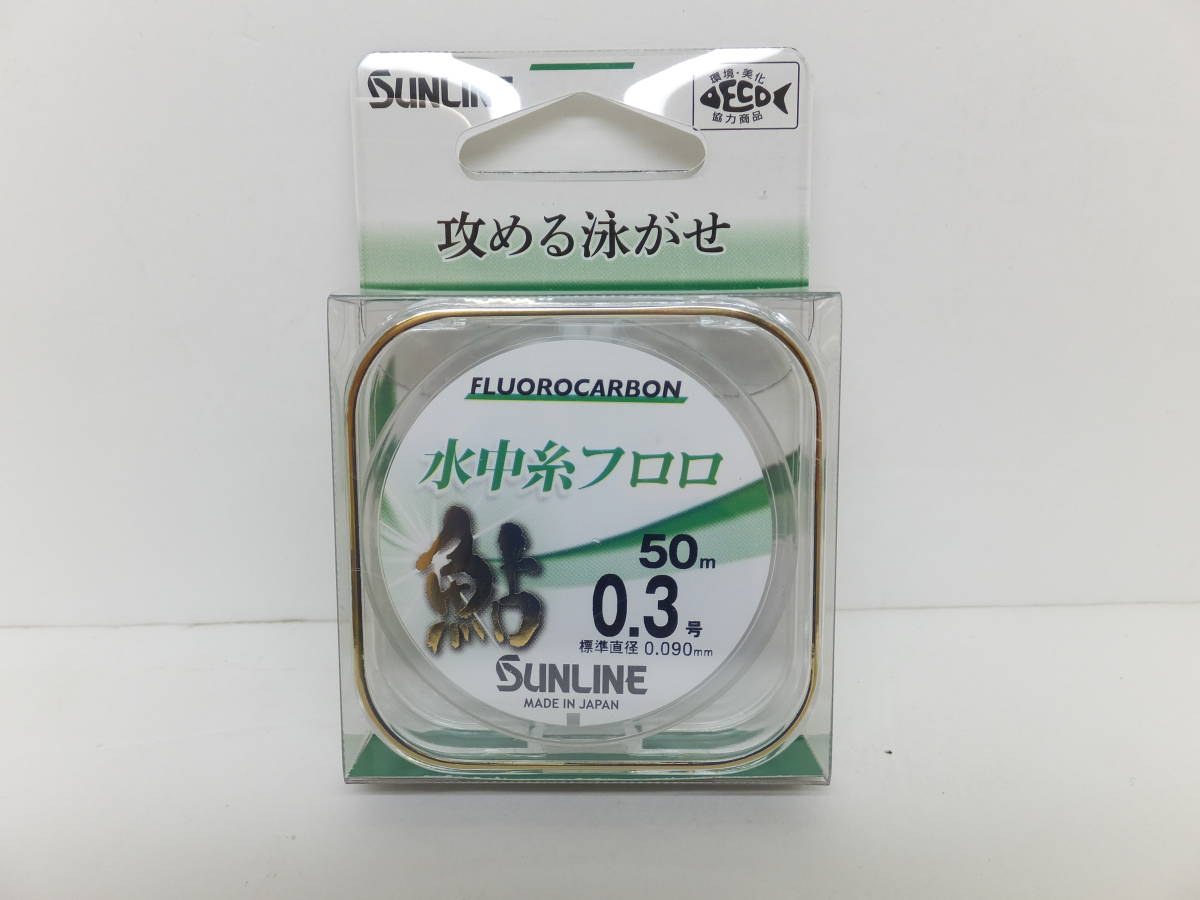 SUNLINE
環境・美化
ECO
協力商品
攻める泳がせ
FLUOROCARBON
水中糸フロロ
鮎
50m
0.3号
標準直径 0.090mm
SUNLINE
MADE IN JAPAN